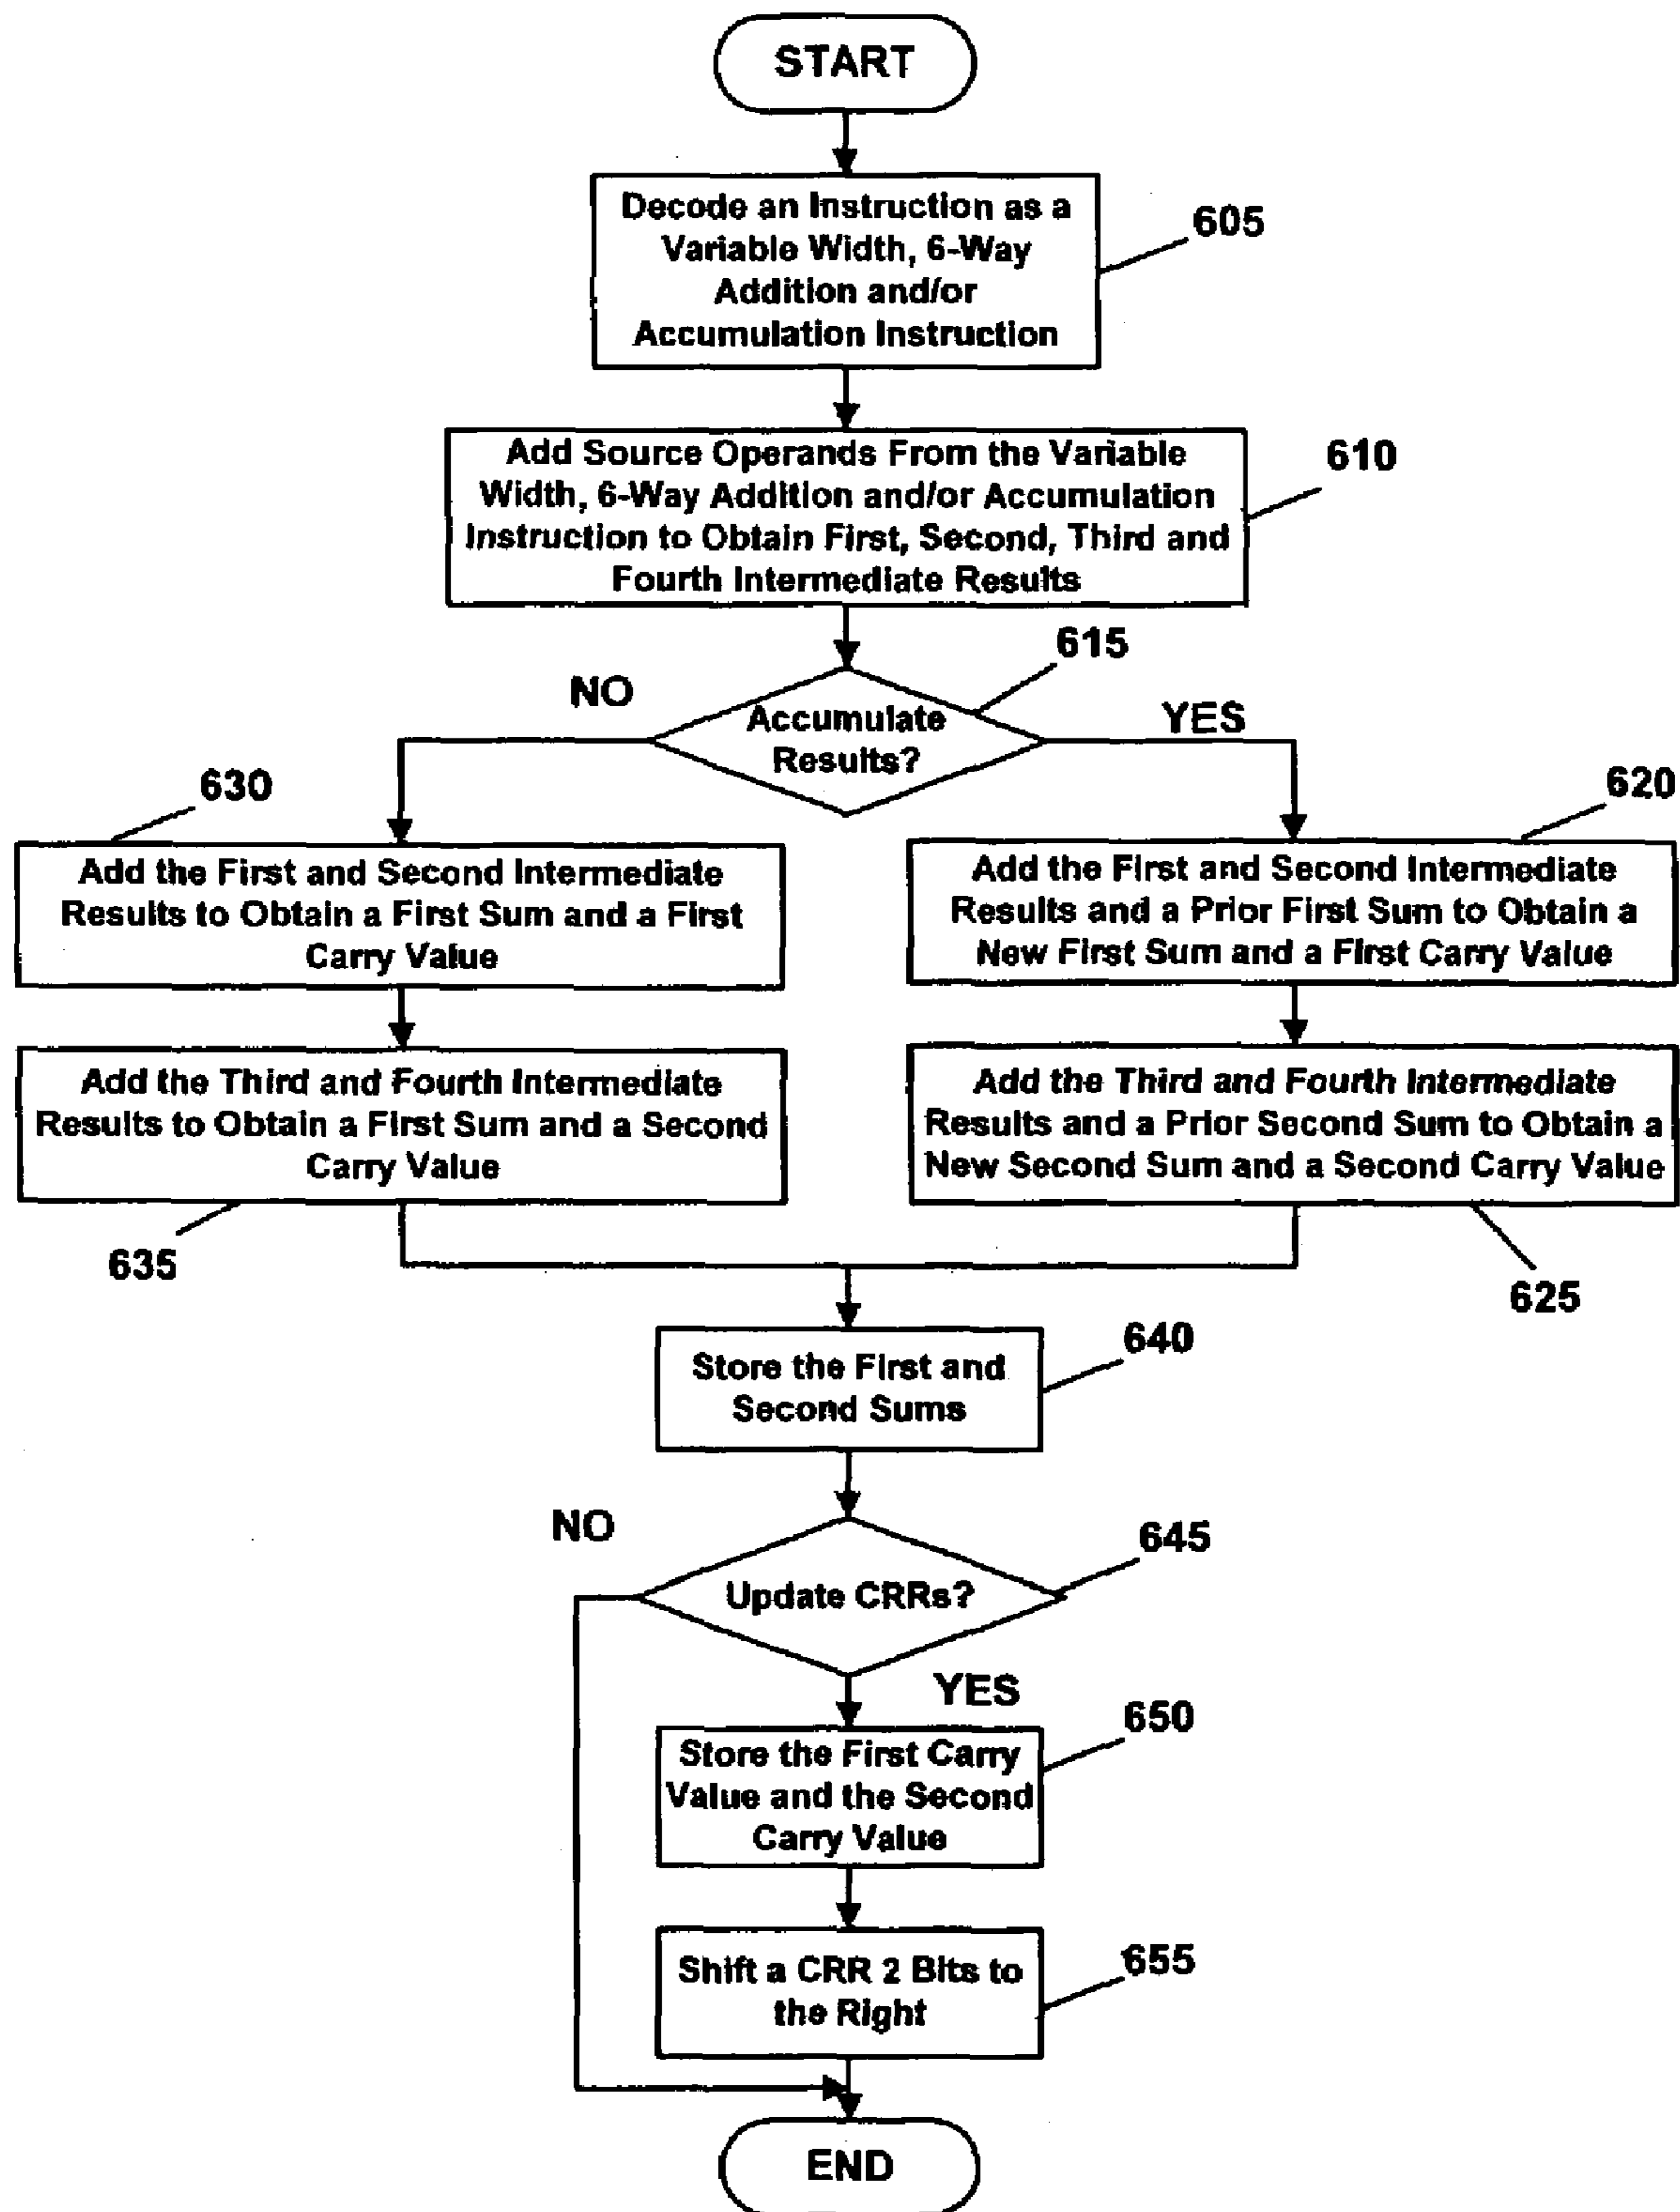 START
Decode an Instruction as a
Variable Width, 6-Way
Addition and/or
Accumulation Instruction
605
Add Source Operands From the Variable
Width, 6-Way Addition and/or Accumulation
Instruction to Obtain First, Second, Third and
Fourth Intermediate Results
610
615
NO
Accumulate
Results?
YES
630
Add the First and Second Intermediate
Results to Obtain a First Sum and a First
Carry Value
620
Add the First and Second Intermediate
Results and a Prior First Sum to Obtain a
New First Sum and a First Carry Value
Add the Third and Fourth Intermediate
Results to Obtain a First Sum and a Second
Carry Value
635
Add the Third and Fourth Intermediate
Results and a Prior Second Sum to Obtain a
New Second Sum and a Second Carry Value
625
Store the First and
Second Sums
640
NO
645
Update CRRs?
YES
650
Store the First Carry
Value and the Second
Carry Value
Shift a CRR 2 Bits to
the Right
655
END